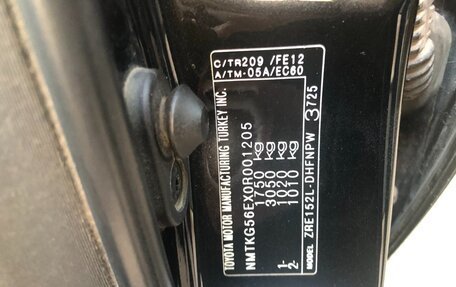 TOYOTA MOTOR MANUFACTURING TURKEY INC.
NMTKG56EX0R001205
1750 kg
3050 kg
1- 1020 kg
2- 1010 kg
MODEL ZRE152L-DHFNPW 3725
C/TR209 /FE12
A/TM-05A/EC60